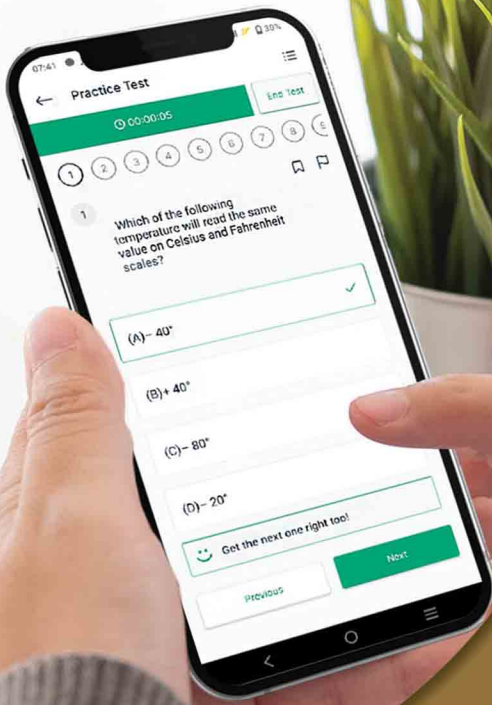 07:41 30%
Practice Test
00:00:05 End Test
1 2 3 4 5 6 7 8 9
1
Which of the following
temperature will read the same
value on Celsius and Fahrenheit
scales?
(A)– 40°
(B)+ 40°
(C)– 80°
(D)– 20°
Get the next one right too!
Previous Next